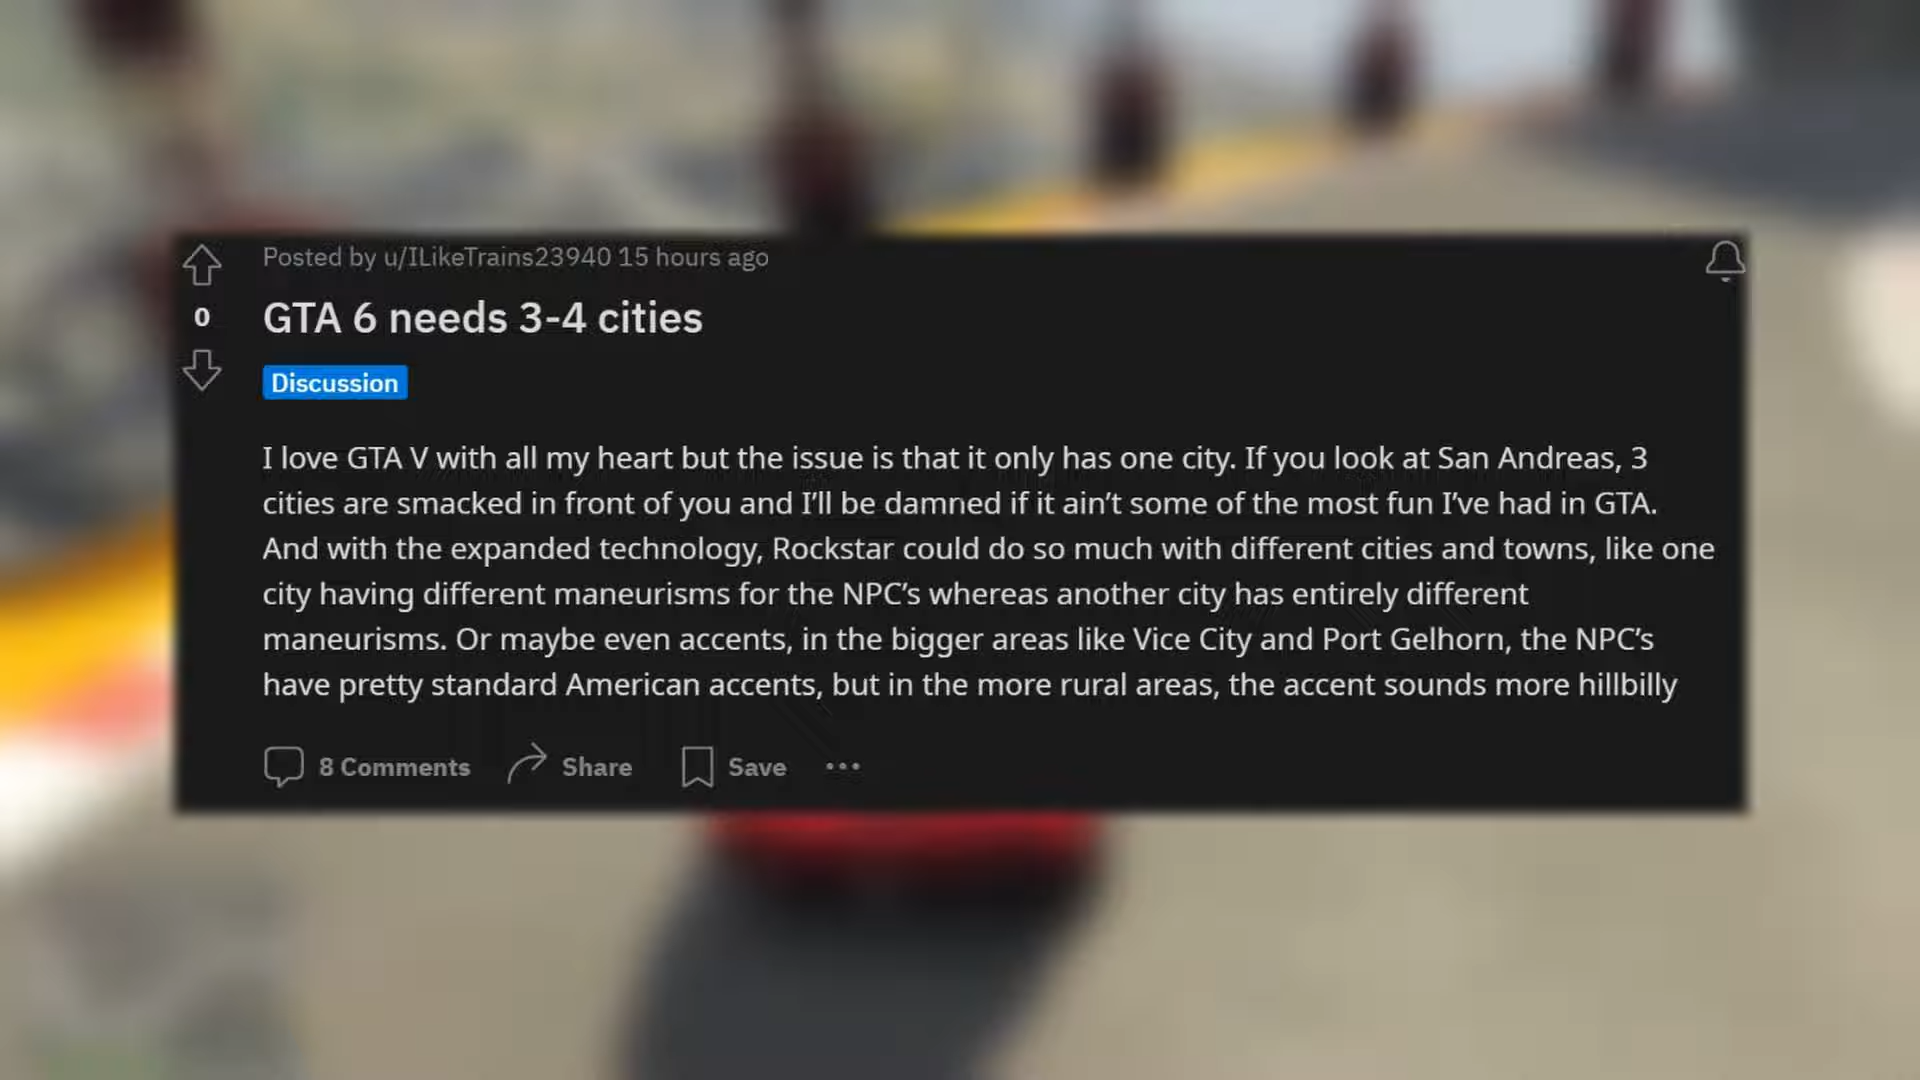 Posted by u/ILikeTrains23940 15 hours ago
0
GTA 6 needs 3-4 cities
Discussion
I love GTA V with all my heart but the issue is that it only has one city. If you look at San Andreas, 3
cities are smacked in front of you and I’ll be damned if it ain’t some of the most fun I’ve had in GTA.
And with the expanded technology, Rockstar could do so much with different cities and towns, like one
city having different maneurisms for the NPC’s whereas another city has entirely different
maneurisms. Or maybe even accents, in the bigger areas like Vice City and Port Gelhorn, the NPC’s
have pretty standard American accents, but in the more rural areas, the accent sounds more hillbilly
8 Comments Share Save